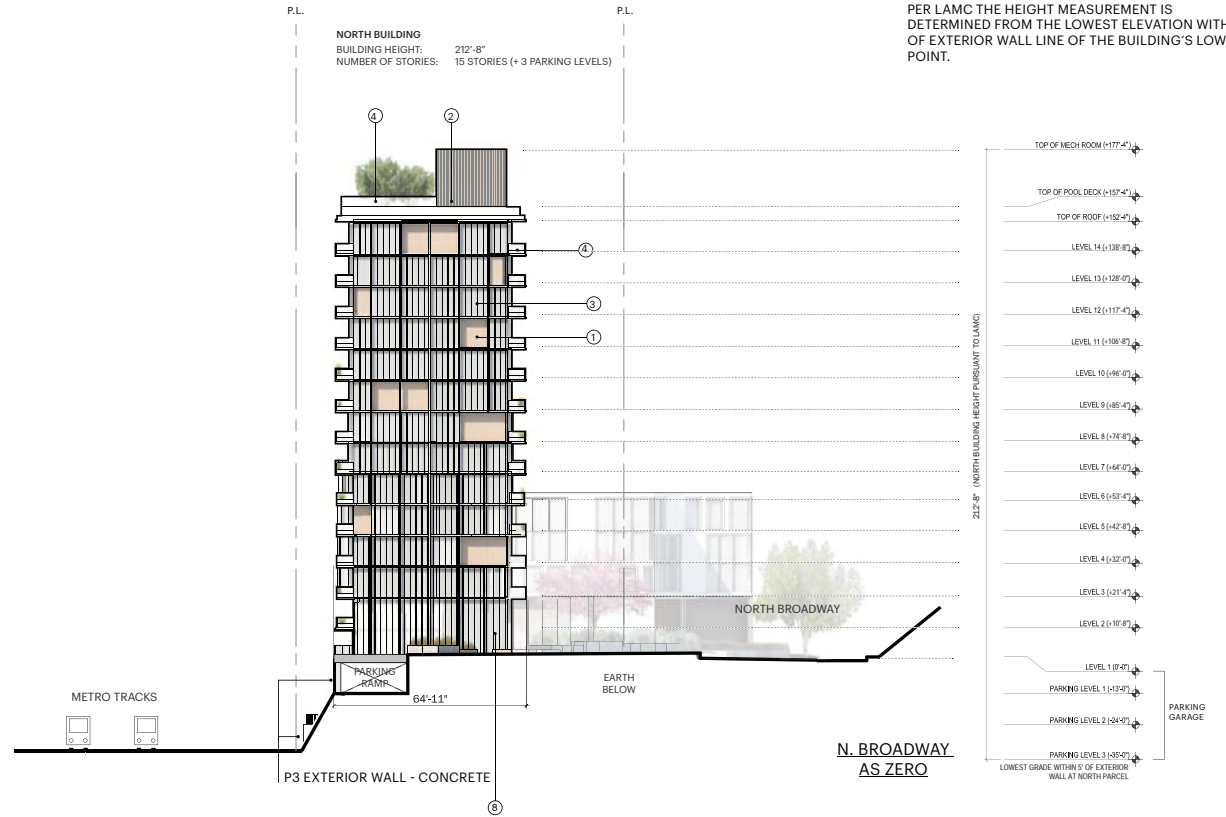 P.L.
P.L.
PER LAMC THE HEIGHT MEASUREMENT IS
DETERMINED FROM THE LOWEST ELEVATION WITH
OF EXTERIOR WALL LINE OF THE BUILDING'S LOW
POINT.
NORTH BUILDING
BUILDING HEIGHT: 212'-8"
NUMBER OF STORIES: 15 STORIES (+ 3 PARKING LEVELS)
4
2
4
3
1
TOP OF MECH ROOM (+177'-4")
TOP OF POOL DECK (+157'-4")
TOP OF ROOF (+152'-4")
LEVEL 14 (+138'-8")
LEVEL 13 (+128'-0")
LEVEL 12 (+117'-4")
LEVEL 11 (+106'-8")
LEVEL 10 (+96'-0")
LEVEL 9 (+85'-4")
LEVEL 8 (+74'-8")
LEVEL 7 (+64'-0")
LEVEL 6 (+53'-4")
LEVEL 5 (+42'-8")
LEVEL 4 (+32'-0")
LEVEL 3 (+21'-4")
LEVEL 2 (+10'-8")
LEVEL 1 (0'-0")
PARKING LEVEL 1 (-13'-0")
PARKING LEVEL 2 (-24'-0")
PARKING LEVEL 3 (-35'-0")
LOWEST GRADE WITHIN 5' OF EXTERIOR
WALL AT NORTH PARCEL
PARKING
GARAGE
212'-8" (NORTH BUILDING HEIGHT PURSUANT TO LAMC)
NORTH BROADWAY
PARKING
RAMP
64'-11"
EARTH
BELOW
METRO TRACKS
N. BROADWAY
AS ZERO
P3 EXTERIOR WALL - CONCRETE
8